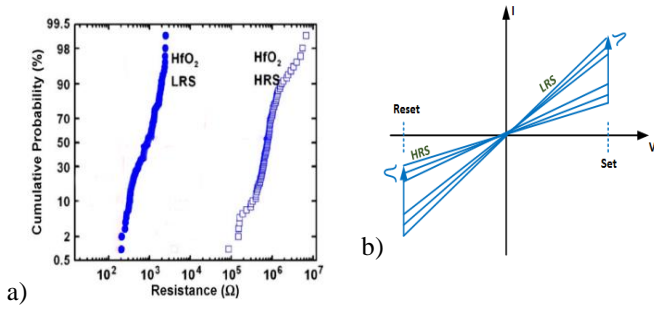 99.5
98
90
70
50
30
10
2
0.5
Cumulative Probability (%)
HfO2
LRS
HfO2
HRS
10^2
10^3
10^4
10^5
10^6
10^7
Resistance (Ω)
a)
I
LRS
Reset
V
HRS
Set
b)